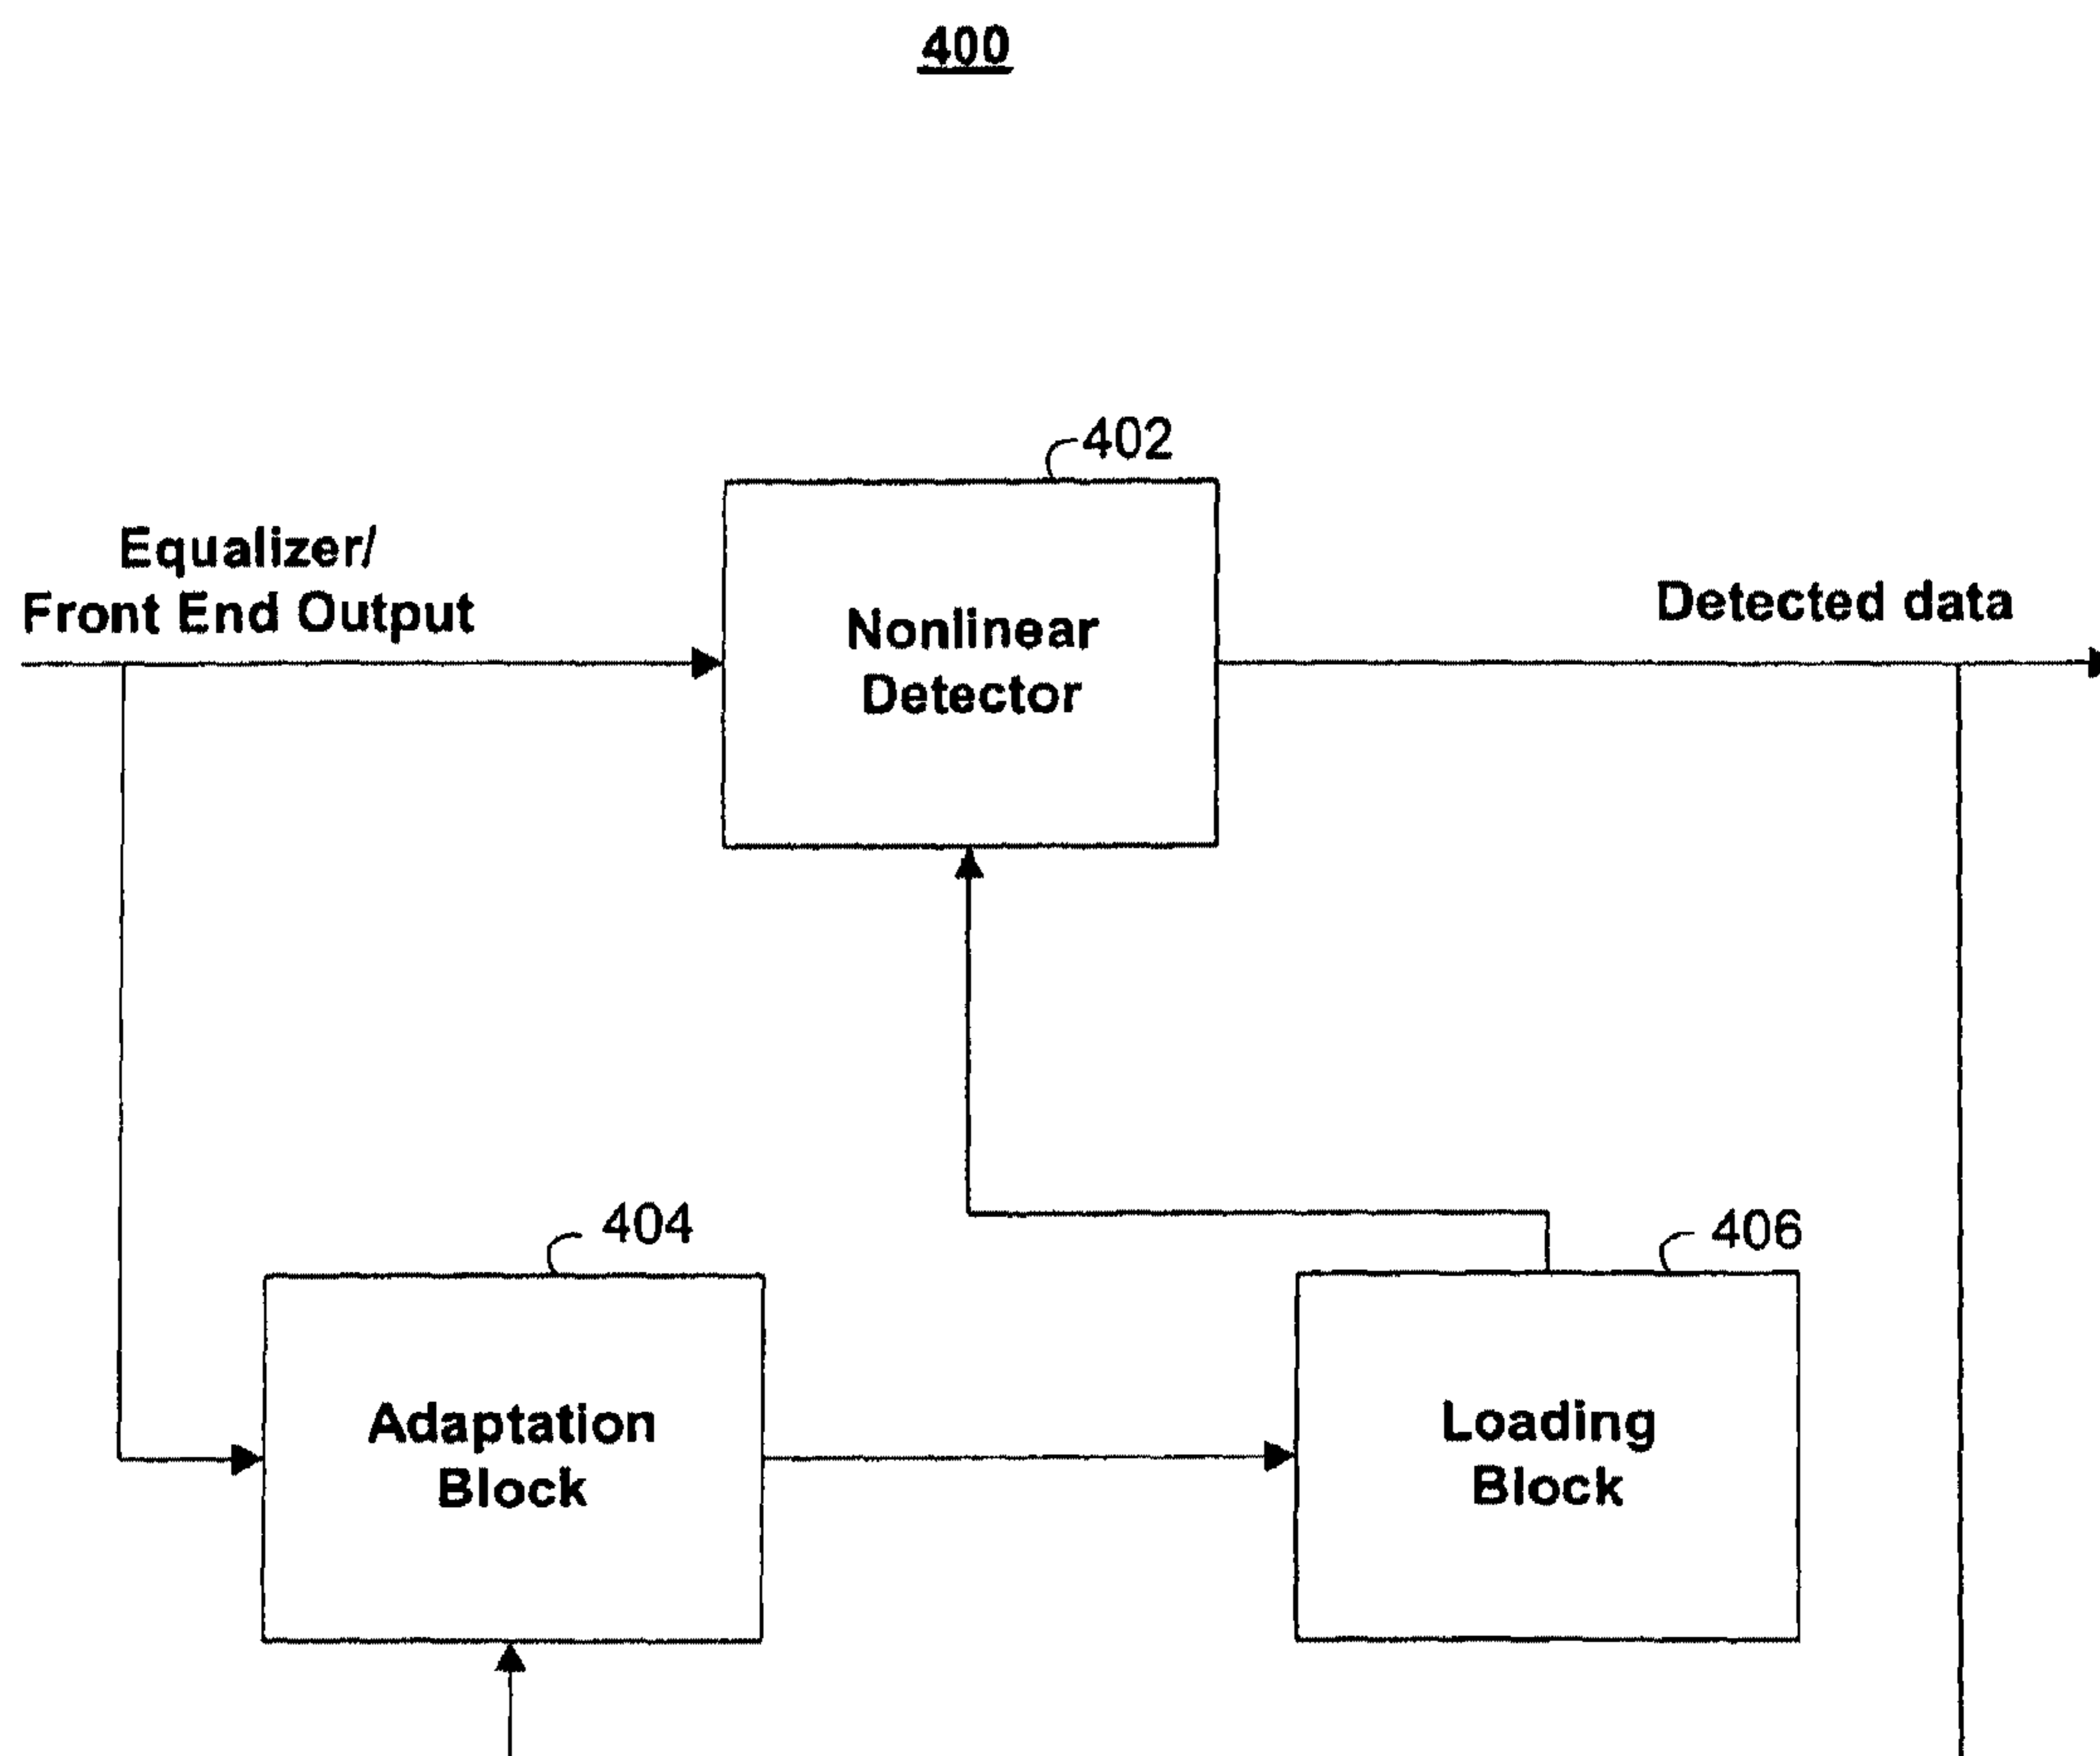 400
402
Equalizer/
Front End Output
Nonlinear
Detector
Detected data
404
406
Adaptation
Block
Loading
Block